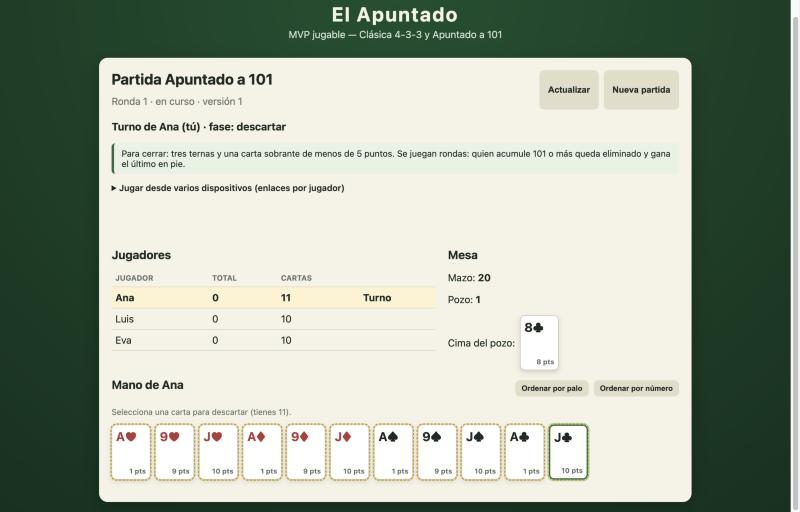 El Apuntado
MVP jugable — Clásica 4-3-3 y Apuntado a 101
Partida Apuntado a 101
Actualizar
Nueva partida
Ronda 1 · en curso · versión 1
Turno de Ana (tú) · fase: descartar
Para cerrar: tres ternas y una carta sobrante de menos de 5 puntos. Se juegan rondas: quien acumule 101 o más queda eliminado y gana
el último en pie.
▶ Jugar desde varios dispositivos (enlaces por jugador)
Jugadores
JUGADOR TOTAL CARTAS
Ana 0 11 Turno
Luis 0 10
Eva 0 10
Mesa
Mazo: 20
Pozo: 1
Cima del pozo:
8♣
8 pts
Mano de Ana
Ordenar por palo
Ordenar por número
Selecciona una carta para descartar (tienes 11).
A♥ 9♥ J♥ A♦ 9♦ J♦ A♠ 9♠ J♠ A♣ J♣
1 pts 9 pts 10 pts 1 pts 9 pts 10 pts 1 pts 9 pts 10 pts 1 pts 10 pts